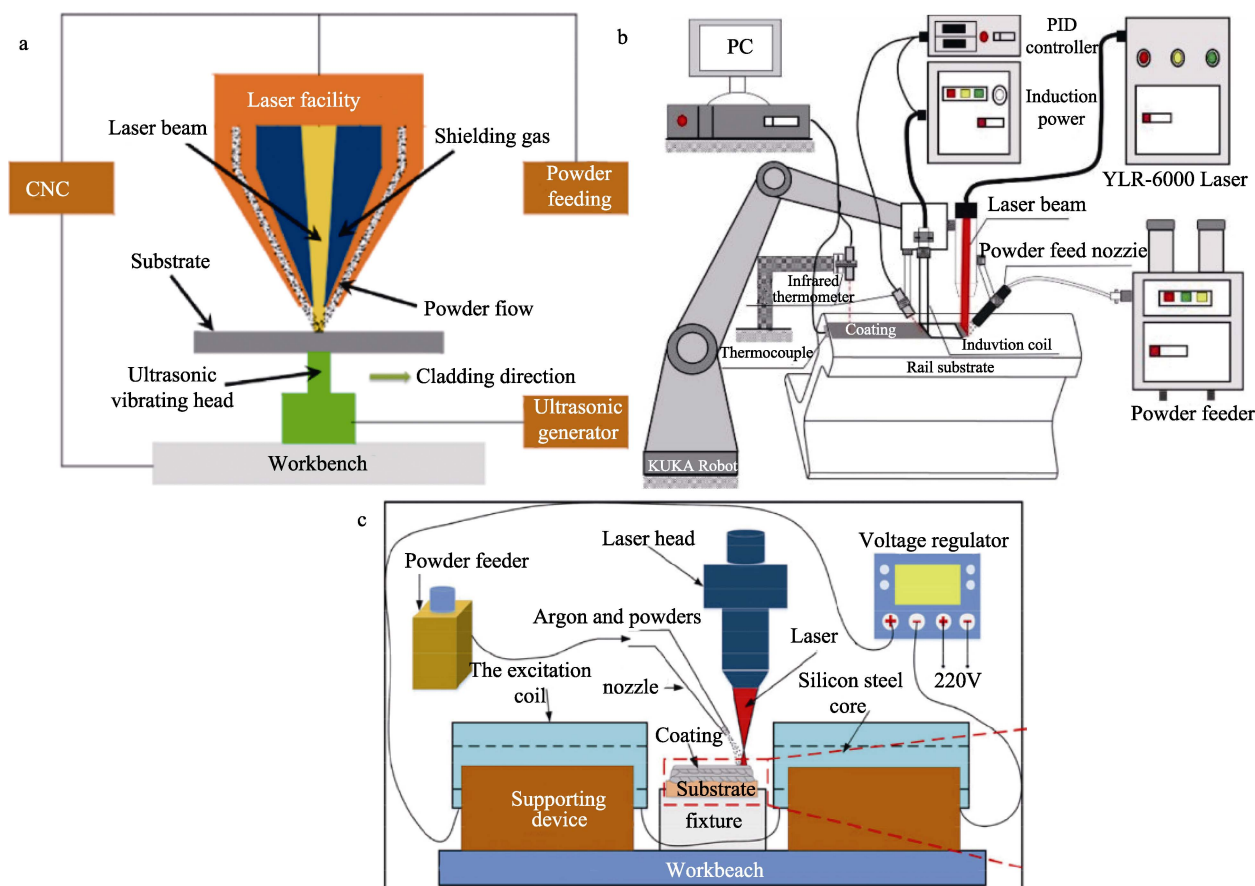 a
Laser facility
Laser beam
Shielding gas
CNC
Powder
feeding
Substrate
Powder flow
Ultrasonic
vibrating head
Cladding direction
Ultrasonic
generator
Workbench
b
PC
PID
controller
Induction
power
YLR-6000 Laser
Laser beam
Powder feed nozzie
Infrared
thermometer
Coating
Thermocouple
Induvtion coil
Rail substrate
Powder feeder
KUKA Robot
c
Powder feeder
Laser head
Voltage regulator
Argon and powders
Laser
220V
The excitation
coil
nozzle
Silicon steel
core
Coating
Substrate
Supporting
device
fixture
Workbeach